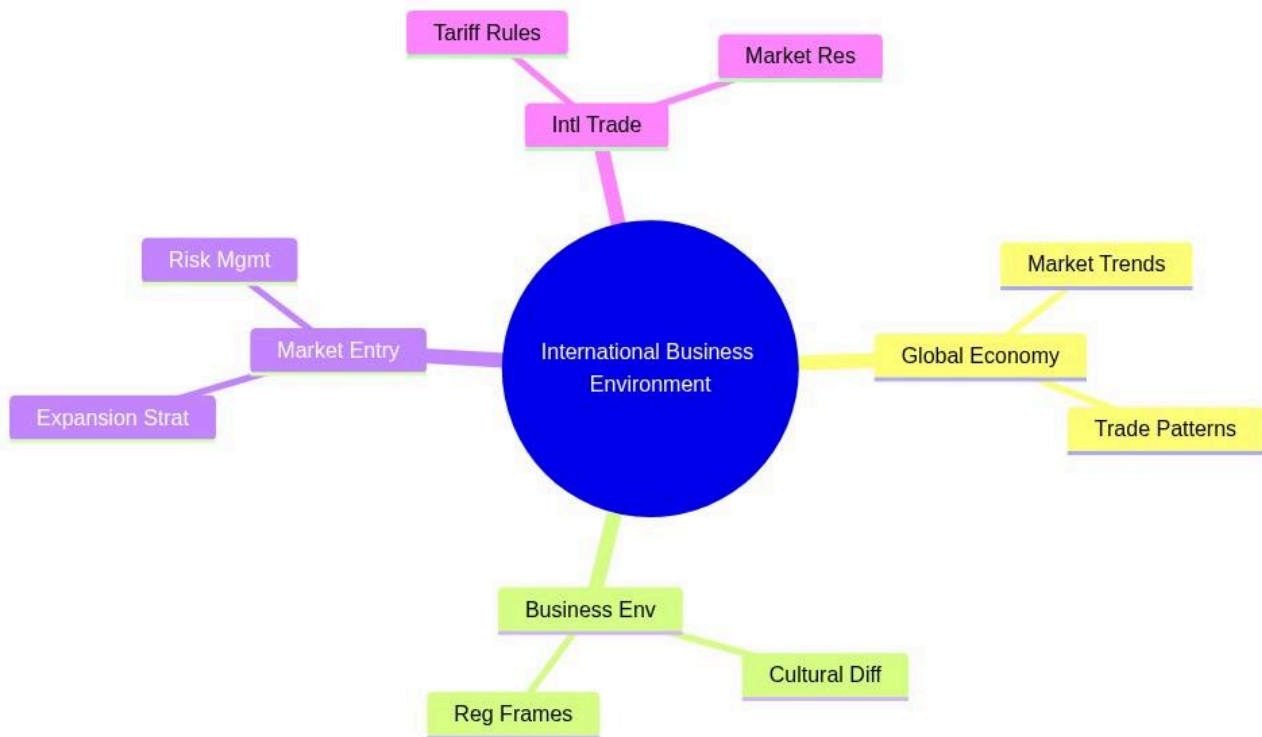 Tariff Rules
Market Res
Intl Trade
Risk Mgmt
Market Trends
Market Entry
International Business
Environment
Global Economy
Expansion Strat
Trade Patterns
Business Env
Cultural Diff
Reg Frames